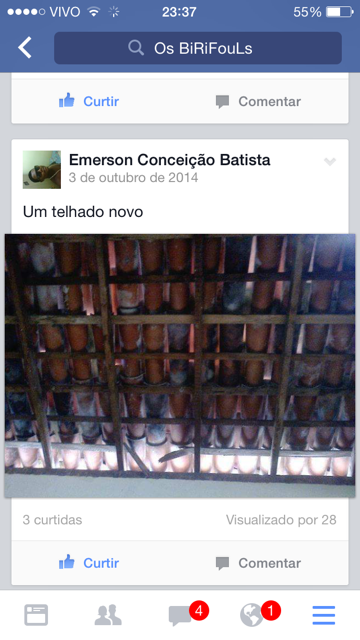 VIVO 23:37 55%
Os BiRiFouLs
Curtir Comentar
Emerson Conceição Batista
3 de outubro de 2014
Um telhado novo
3 curtidas Visualizado por 28
Curtir Comentar
4 1